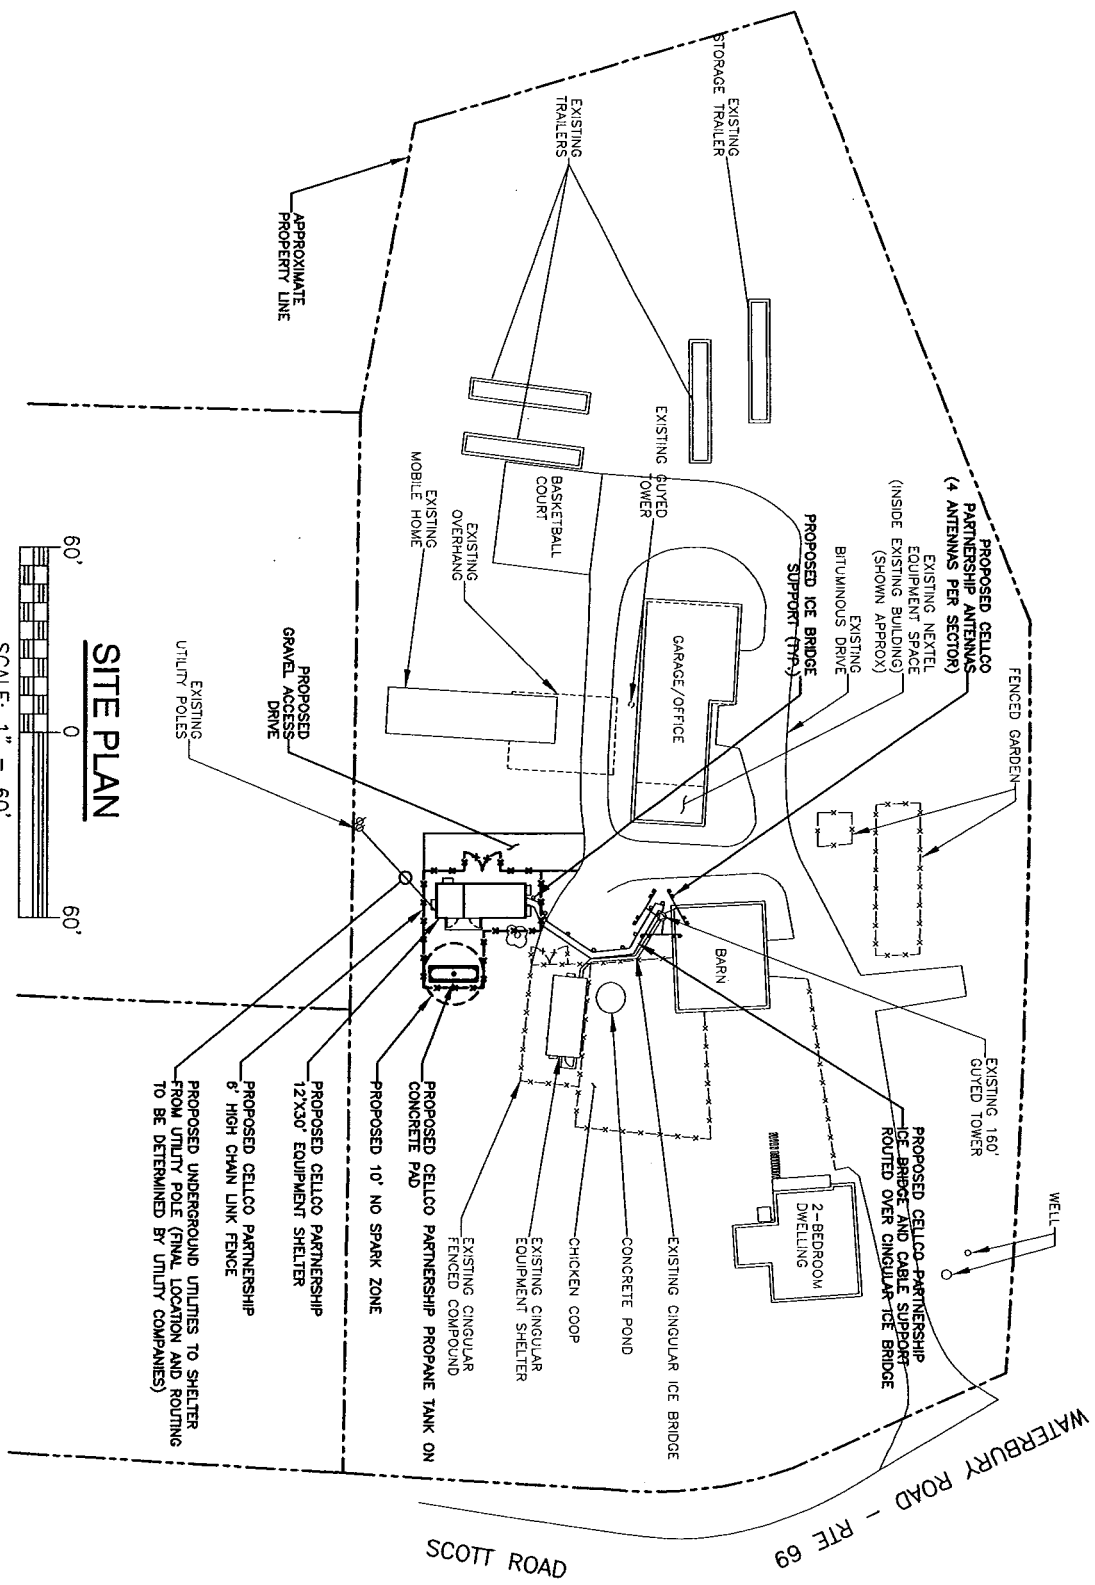 WATERBURY ROAD - RTE 69
SCOTT ROAD
WELL
FENCED GARDEN
PROPOSED CELLCO
PARTNERSHIP ANTENNAS
(4 ANTENNAS PER SECTOR)
EXISTING NEXTEL
EQUIPMENT SPACE
(INSIDE EXISTING BUILDING)
(SHOWN APPROX)
EXISTING
BITUMINOUS DRIVE
PROPOSED ICE BRIDGE
SUPPORT (TYP.)
EXISTING
STORAGE TRAILER
EXISTING
TRAILERS
EXISTING GUYED
TOWER
BASKETBALL
COURT
EXISTING
OVERHANG
EXISTING
MOBILE HOME
GARAGE/OFFICE
BARN
2-BEDROOM
DWELLING
EXISTING 160'
GUYED TOWER
PROPOSED CELLCO PARTNERSHIP
ICE BRIDGE AND CABLE SUPPORT
ROUTED OVER CINGULAR ICE BRIDGE
EXISTING CINGULAR ICE BRIDGE
CONCRETE POND
CHICKEN COOP
EXISTING CINGULAR
EQUIPMENT SHELTER
EXISTING CINGULAR
FENCED COMPOUND
PROPOSED CELLCO PARTNERSHIP PROPANE TANK ON
CONCRETE PAD
PROPOSED 10' NO SPARK ZONE
PROPOSED CELLCO PARTNERSHIP
12'X30' EQUIPMENT SHELTER
PROPOSED CELLCO PARTNERSHIP
6' HIGH CHAIN LINK FENCE
PROPOSED UNDERGROUND UTILITIES TO SHELTER
FROM UTILITY POLE (FINAL LOCATION AND ROUTING
TO BE DETERMINED BY UTILITY COMPANIES)
APPROXIMATE
PROPERTY LINE
PROPOSED
GRAVEL ACCESS
DRIVE
EXISTING
UTILITY POLES
SITE PLAN
60' 0 60'
SCALE: 1" = 60'